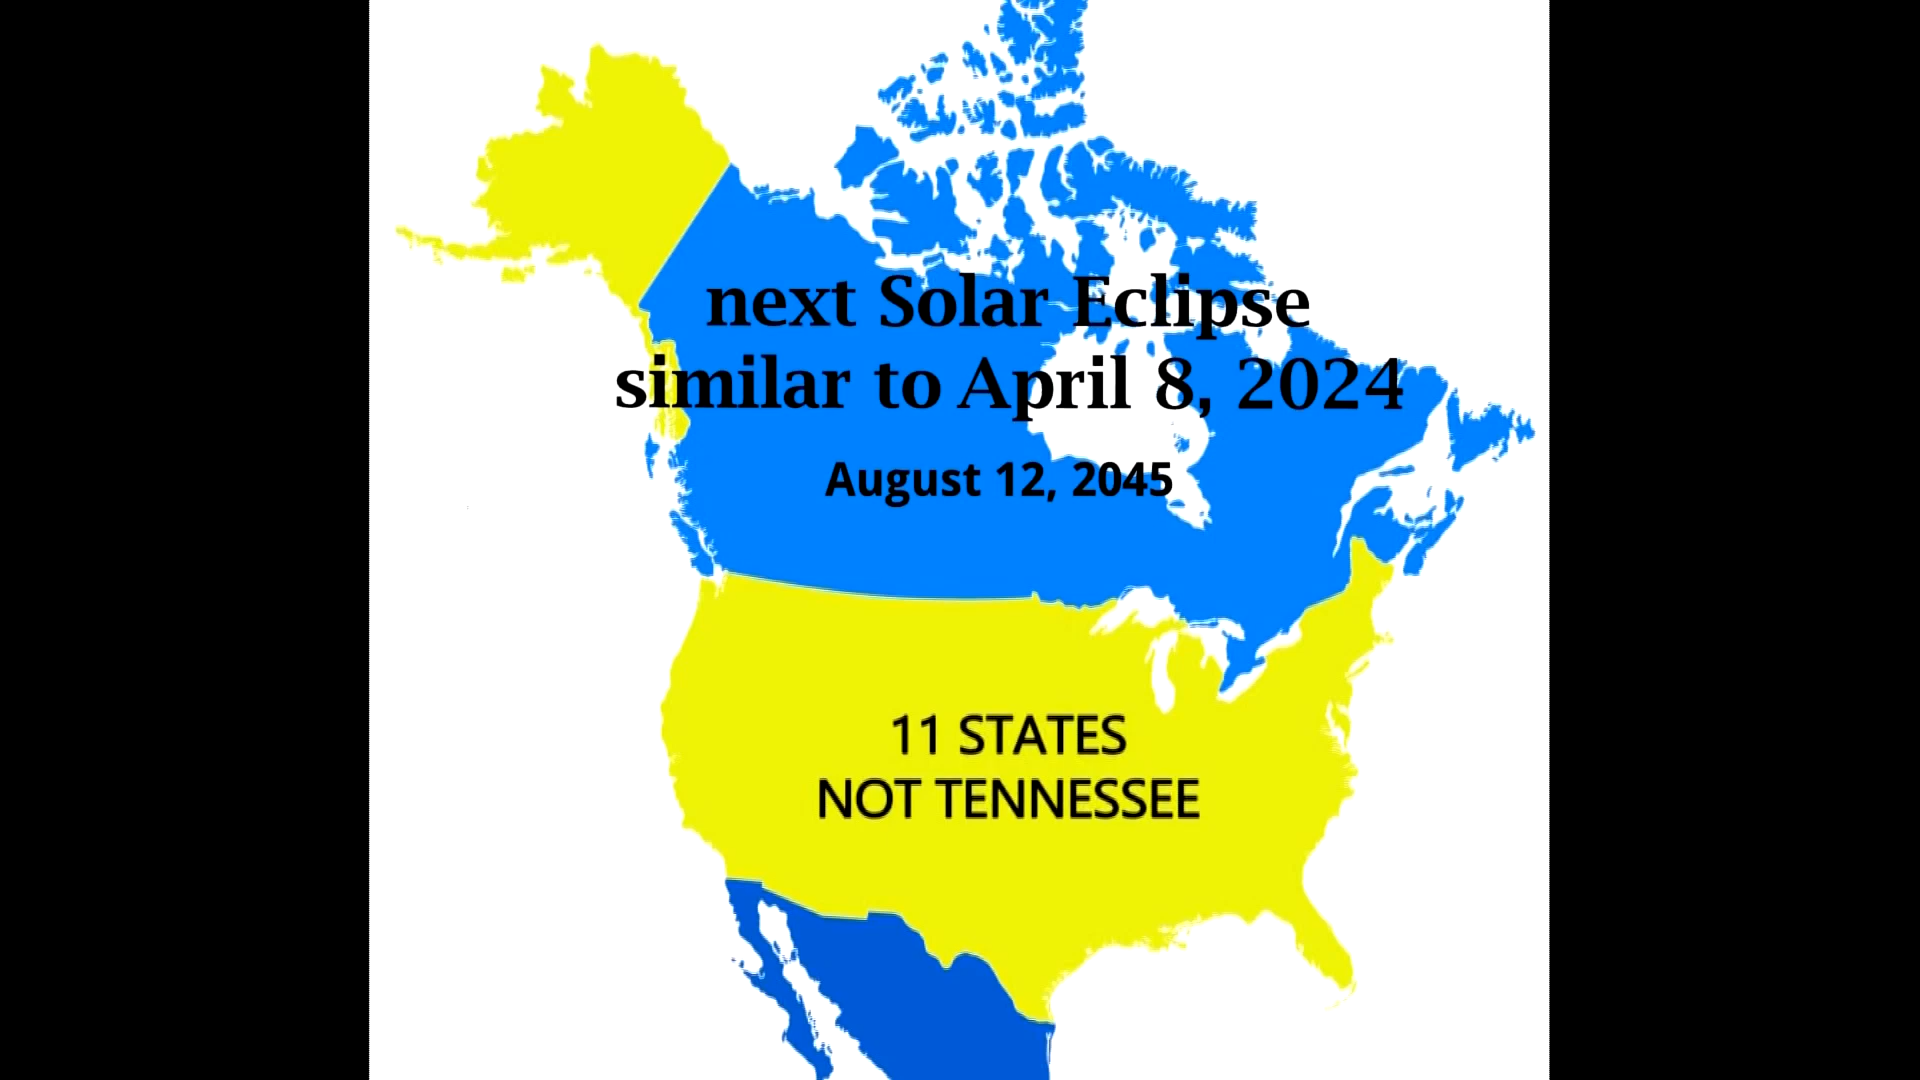 next Solar Eclipse
similar to April 8, 2024
August 12, 2045
11 STATES
NOT TENNESSEE